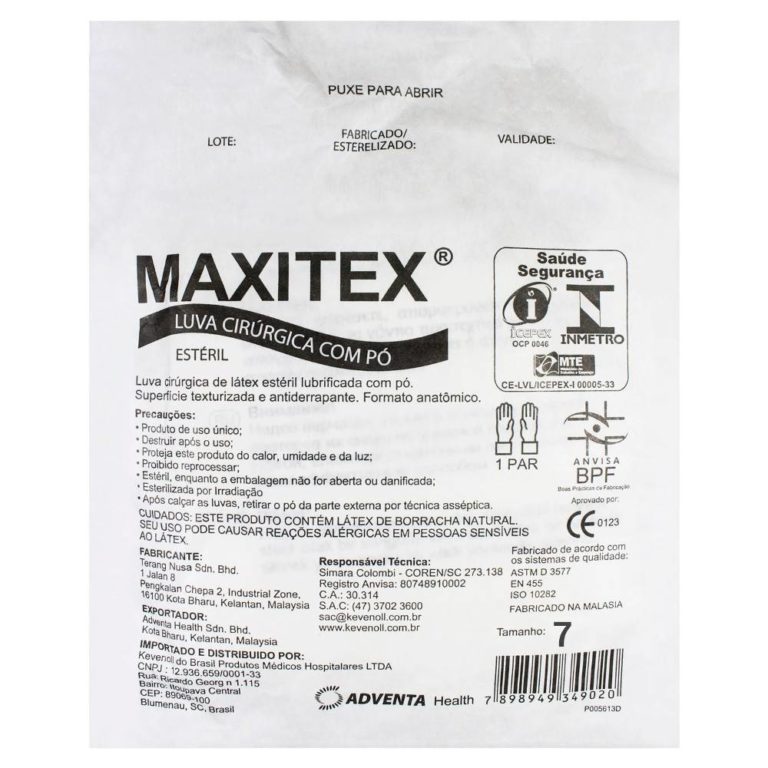 PUXE PARA ABRIR
LOTE:
FABRICADO/
ESTERELIZADO:
VALIDADE:
MAXITEX®
LUVA CIRÚRGICA COM PÓ
ESTÉRIL
Luva cirúrgica de látex estéril lubrificada com pó.
Superfície texturizada e antiderrapante. Formato anatômico.
Precauções:
• Produto de uso único;
• Destruir após o uso;
• Proteja este produto do calor, umidade e da luz;
• Proibido reprocessar;
• Estéril, enquanto a embalagem não for aberta ou danificada;
• Esterilizada por Irradiação
• Após calçar as luvas, retirar o pó da parte externa por técnica asséptica.
CUIDADOS: ESTE PRODUTO CONTÉM LÁTEX DE BORRACHA NATURAL.
SEU USO PODE CAUSAR REAÇÕES ALÉRGICAS EM PESSOAS SENSÍVEIS
AO LÁTEX.
Saúde
Segurança
ICEPEX
OCP 0046
INMETRO
MTE
CE-LVL/ICEPEX-I 00005-33
1 PAR
ANVISA
BPF
Boas Práticas de Fabricação
Aprovado por:
CE 0123
FABRICANTE:
Terang Nusa Sdn. Bhd.
1 Jalan 8
Pengkalan Chepa 2, Industrial Zone,
16100 Kota Bharu, Kelantan, Malaysia
EXPORTADOR:
Adventa Health Sdn. Bhd.
Kota Bharu, Kelantan, Malaysia
IMPORTADO E DISTRIBUIDO POR:
Kevenoll do Brasil Produtos Médicos Hospitalares LTDA
CNPJ : 12.936.659/0001-33
Rua: Ricardo Georg n 1.115
Bairro: Itoupava Central
CEP: 89069-100
Blumenau, SC, Brasil
Responsável Técnica:
Simara Colombi - COREN/SC 273.138
Registro Anvisa: 80748910002
C.A.: 30.314
S.A.C: (47) 3702 3600
sac@kevenoll.com.br
www.kevenoll.com.br
Fabricado de acordo com
os sistemas de qualidade:
ASTM D 3577
EN 455
ISO 10282
FABRICADO NA MALASIA
Tamanho: 7
ADVENTA Health
7 898949 349020
P005613D